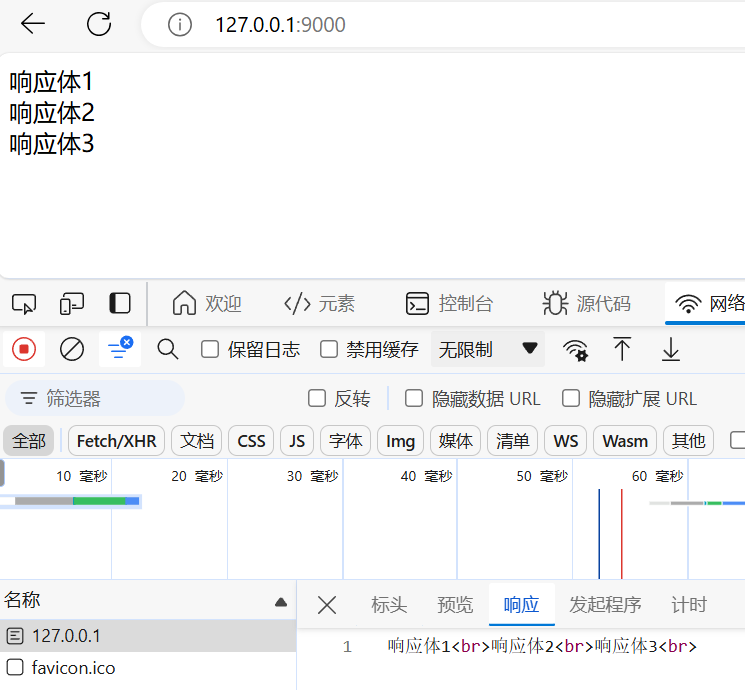 127.0.0.1:9000
响应体1
响应体2
响应体3
欢迎 元素 控制台 源代码 网络
保留日志 禁用缓存 无限制
筛选器 反转 隐藏数据 URL 隐藏扩展 URL
全部 Fetch/XHR 文档 CSS JS 字体 Img 媒体 清单 WS Wasm 其他
10 毫秒 20 毫秒 30 毫秒 40 毫秒 50 毫秒 60 毫秒
名称 标头 预览 响应 发起程序 计时
127.0.0.1 1 响应体1<br>响应体2<br>响应体3<br>
favicon.ico